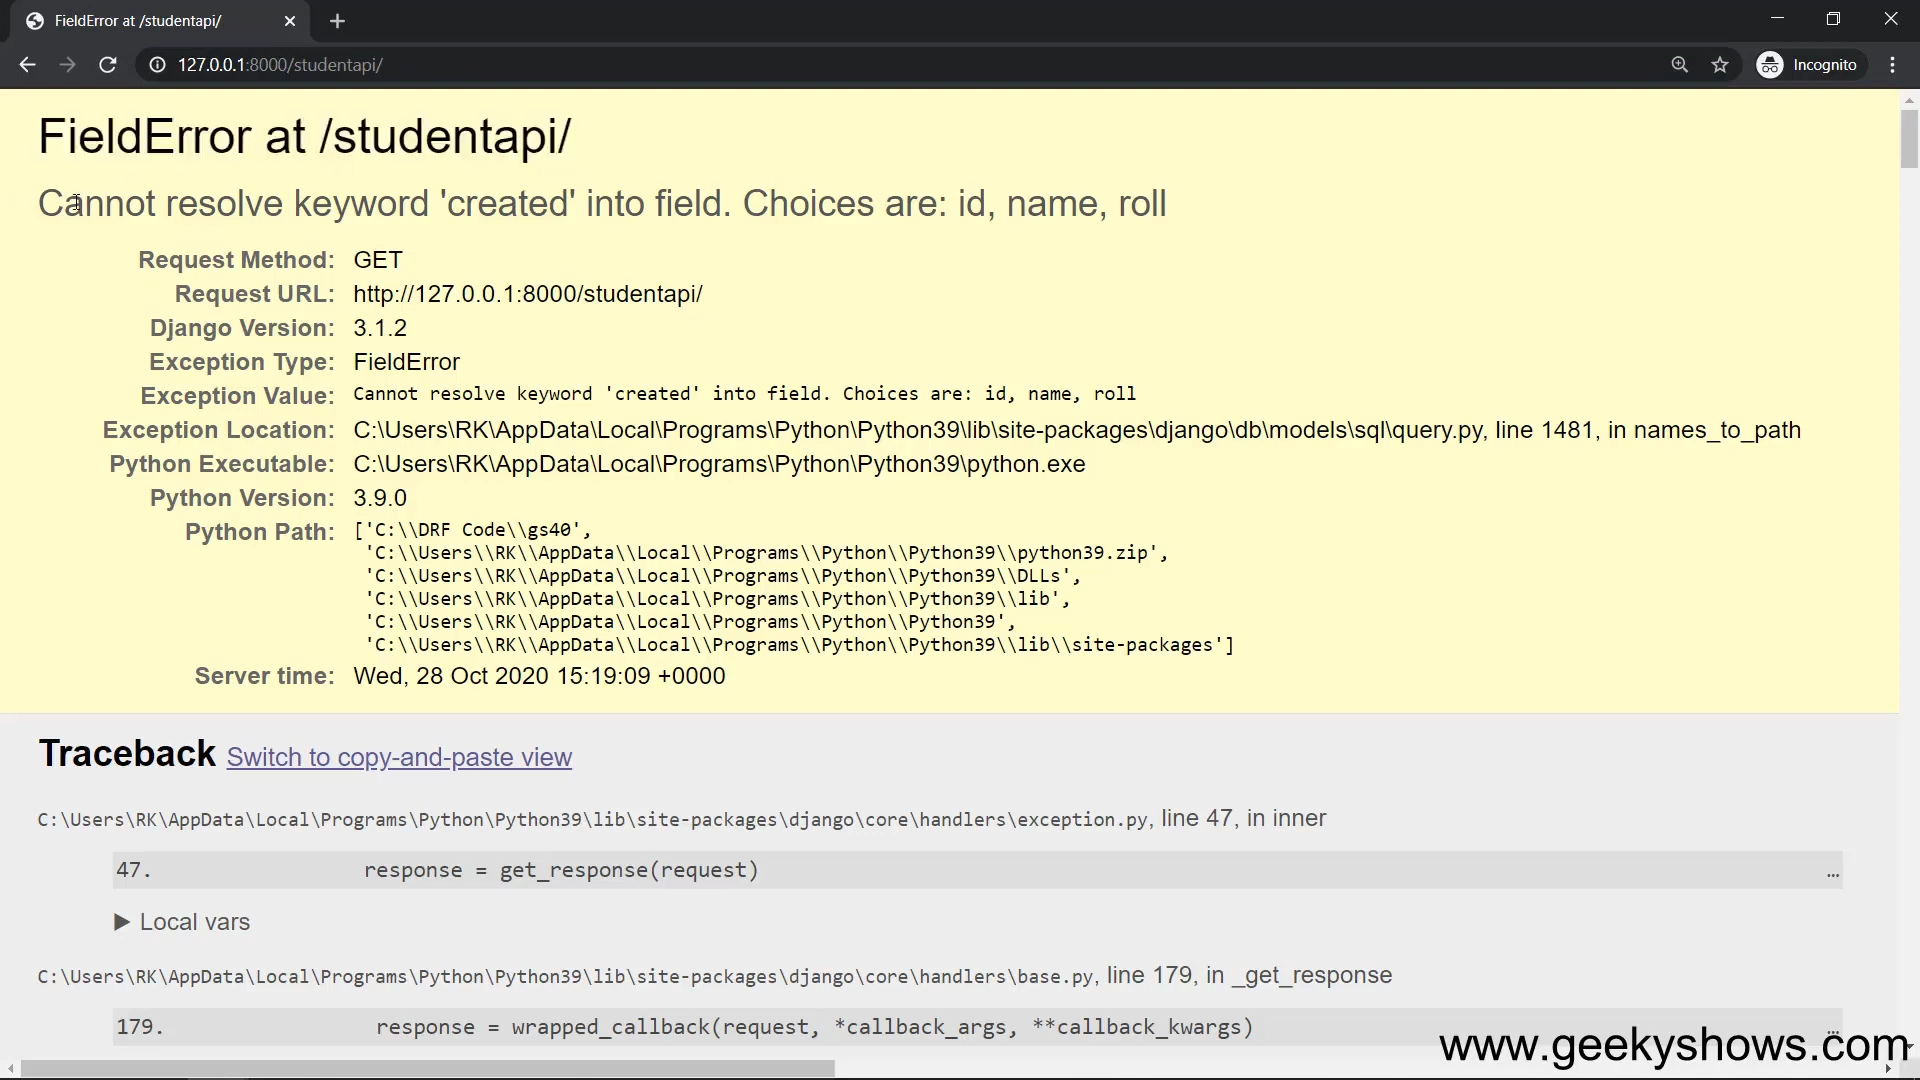 FieldError at /studentapi/
127.0.0.1:8000/studentapi/
Incognito
FieldError at /studentapi/
Cannot resolve keyword 'created' into field. Choices are: id, name, roll
Request Method: GET
Request URL: http://127.0.0.1:8000/studentapi/
Django Version: 3.1.2
Exception Type: FieldError
Exception Value: Cannot resolve keyword 'created' into field. Choices are: id, name, roll
Exception Location: C:\Users\RK\AppData\Local\Programs\Python\Python39\lib\site-packages\django\db\models\sql\query.py, line 1481, in names_to_path
Python Executable: C:\Users\RK\AppData\Local\Programs\Python\Python39\python.exe
Python Version: 3.9.0
Python Path: ['C:\\DRF Code\\gs40',
'C:\\Users\\RK\\AppData\\Local\\Programs\\Python\\Python39\\python39.zip',
'C:\\Users\\RK\\AppData\\Local\\Programs\\Python\\Python39\\DLLs',
'C:\\Users\\RK\\AppData\\Local\\Programs\\Python\\Python39\\lib',
'C:\\Users\\RK\\AppData\\Local\\Programs\\Python\\Python39',
'C:\\Users\\RK\\AppData\\Local\\Programs\\Python\\Python39\\lib\\site-packages']
Server time: Wed, 28 Oct 2020 15:19:09 +0000
Traceback Switch to copy-and-paste view
C:\Users\RK\AppData\Local\Programs\Python\Python39\lib\site-packages\django\core\handlers\exception.py, line 47, in inner
47. response = get_response(request) …
▶ Local vars
C:\Users\RK\AppData\Local\Programs\Python\Python39\lib\site-packages\django\core\handlers\base.py, line 179, in _get_response
179. response = wrapped_callback(request, *callback_args, **callback_kwargs) …
www.geekyshows.com